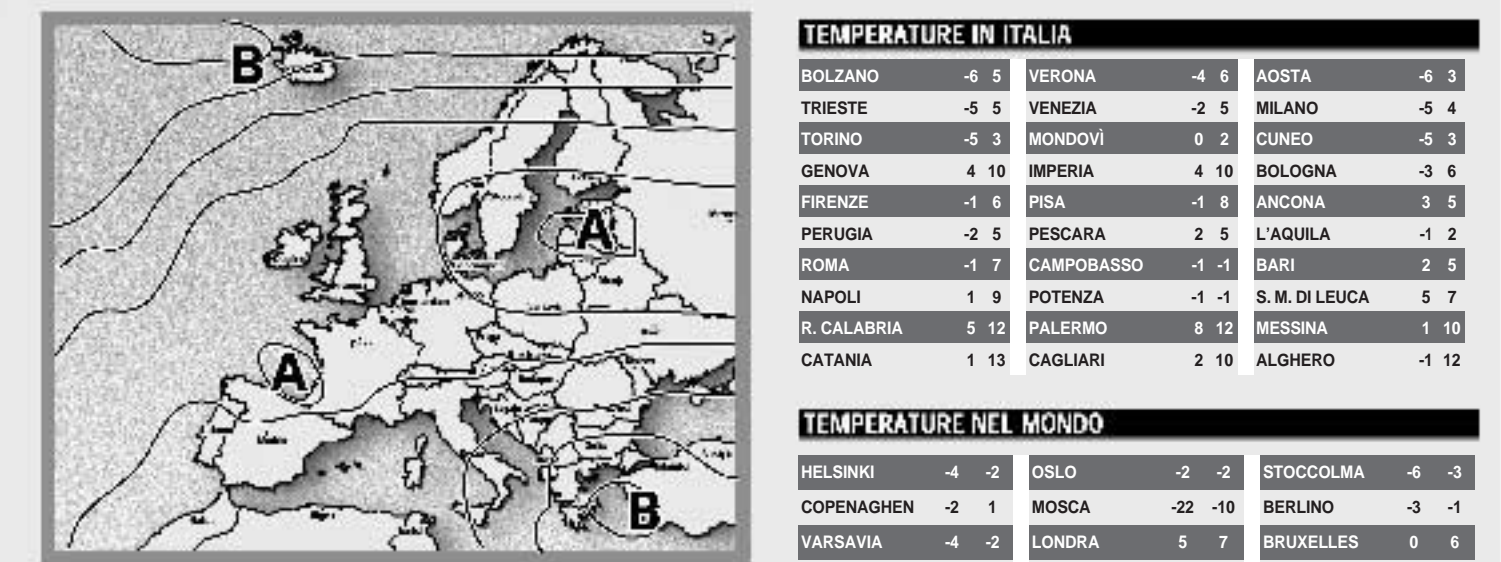 B
A
A
B
TEMPERATURE IN ITALIA
BOLZANO -6 5 VERONA -4 6 AOSTA -6 3
TRIESTE -5 5 VENEZIA -2 5 MILANO -5 4
TORINO -5 3 MONDOVÌ 0 2 CUNEO -5 3
GENOVA 4 10 IMPERIA 4 10 BOLOGNA -3 6
FIRENZE -1 6 PISA -1 8 ANCONA 3 5
PERUGIA -2 5 PESCARA 2 5 L'AQUILA -1 2
ROMA -1 7 CAMPOBASSO -1 -1 BARI 2 5
NAPOLI 1 9 POTENZA -1 -1 S. M. DI LEUCA 5 7
R. CALABRIA 5 12 PALERMO 8 12 MESSINA 1 10
CATANIA 1 13 CAGLIARI 2 10 ALGHERO -1 12
TEMPERATURE NEL MONDO
HELSINKI -4 -2 OSLO -2 -2 STOCCOLMA -6 -3
COPENAGHEN -2 1 MOSCA -22 -10 BERLINO -3 -1
VARSAVIA -4 -2 LONDRA 5 7 BRUXELLES 0 6